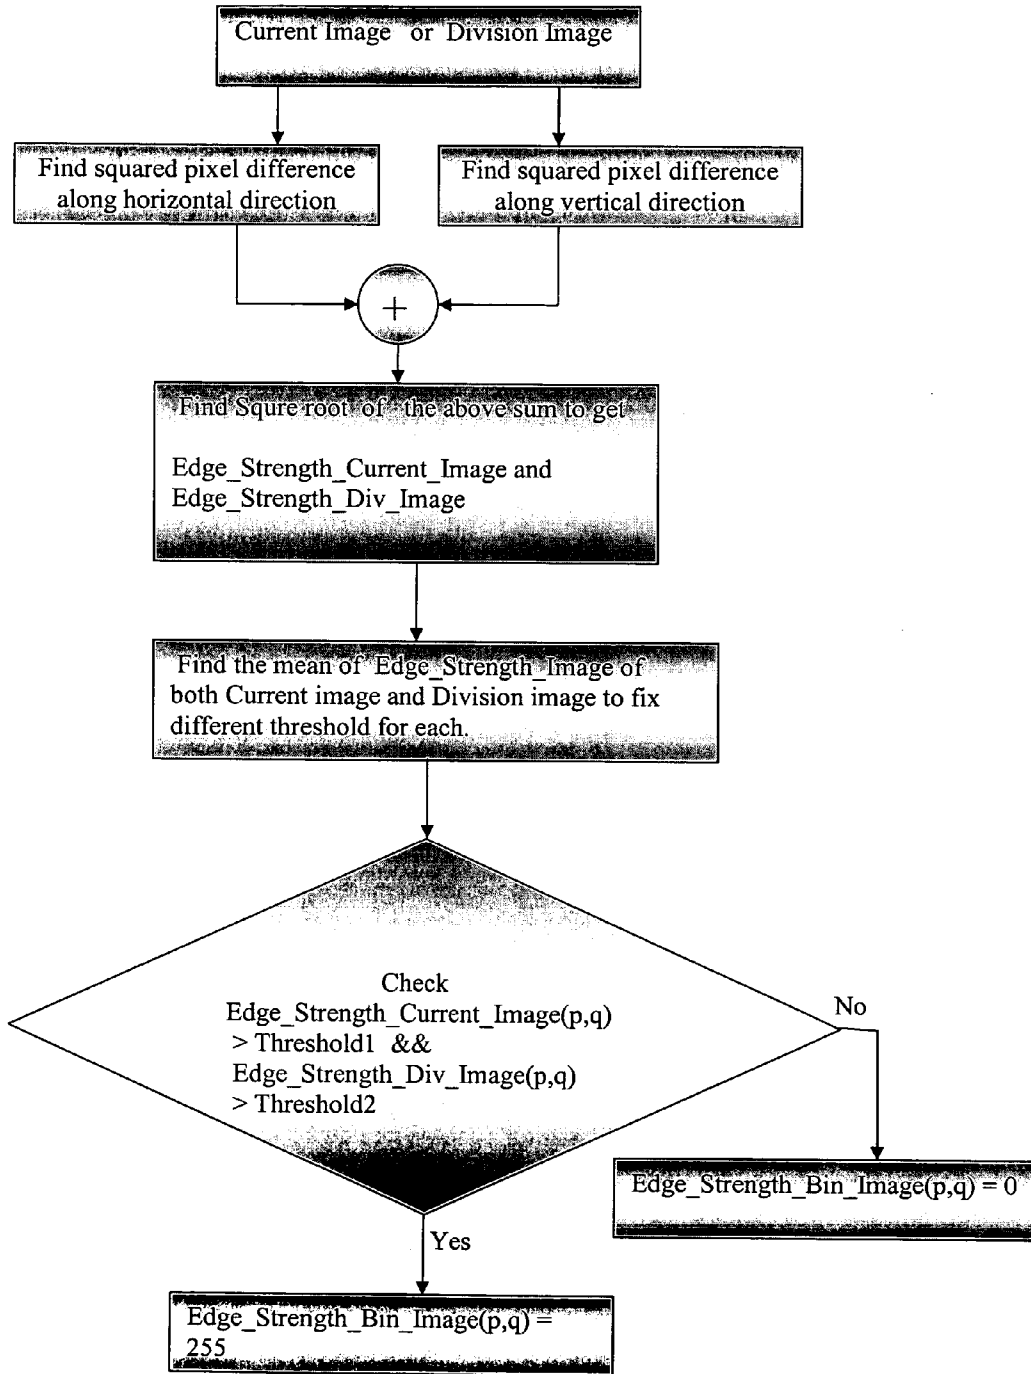 Current Image or Division Image
Find squared pixel difference
along horizontal direction
Find squared pixel difference
along vertical direction
+
Find Squre root of the above sum to get
Edge_Strength_Current_Image and
Edge_Strength_Div_Image
Find the mean of Edge_Strength_Image of
both Current image and Division image to fix
different threshold for each.
Check
Edge_Strength_Current_Image(p,q)
> Threshold1 &&
Edge_Strength_Div_Image(p,q)
> Threshold2
No
Edge_Strength_Bin_Image(p,q) = 0
Yes
Edge_Strength_Bin_Image(p,q) =
255